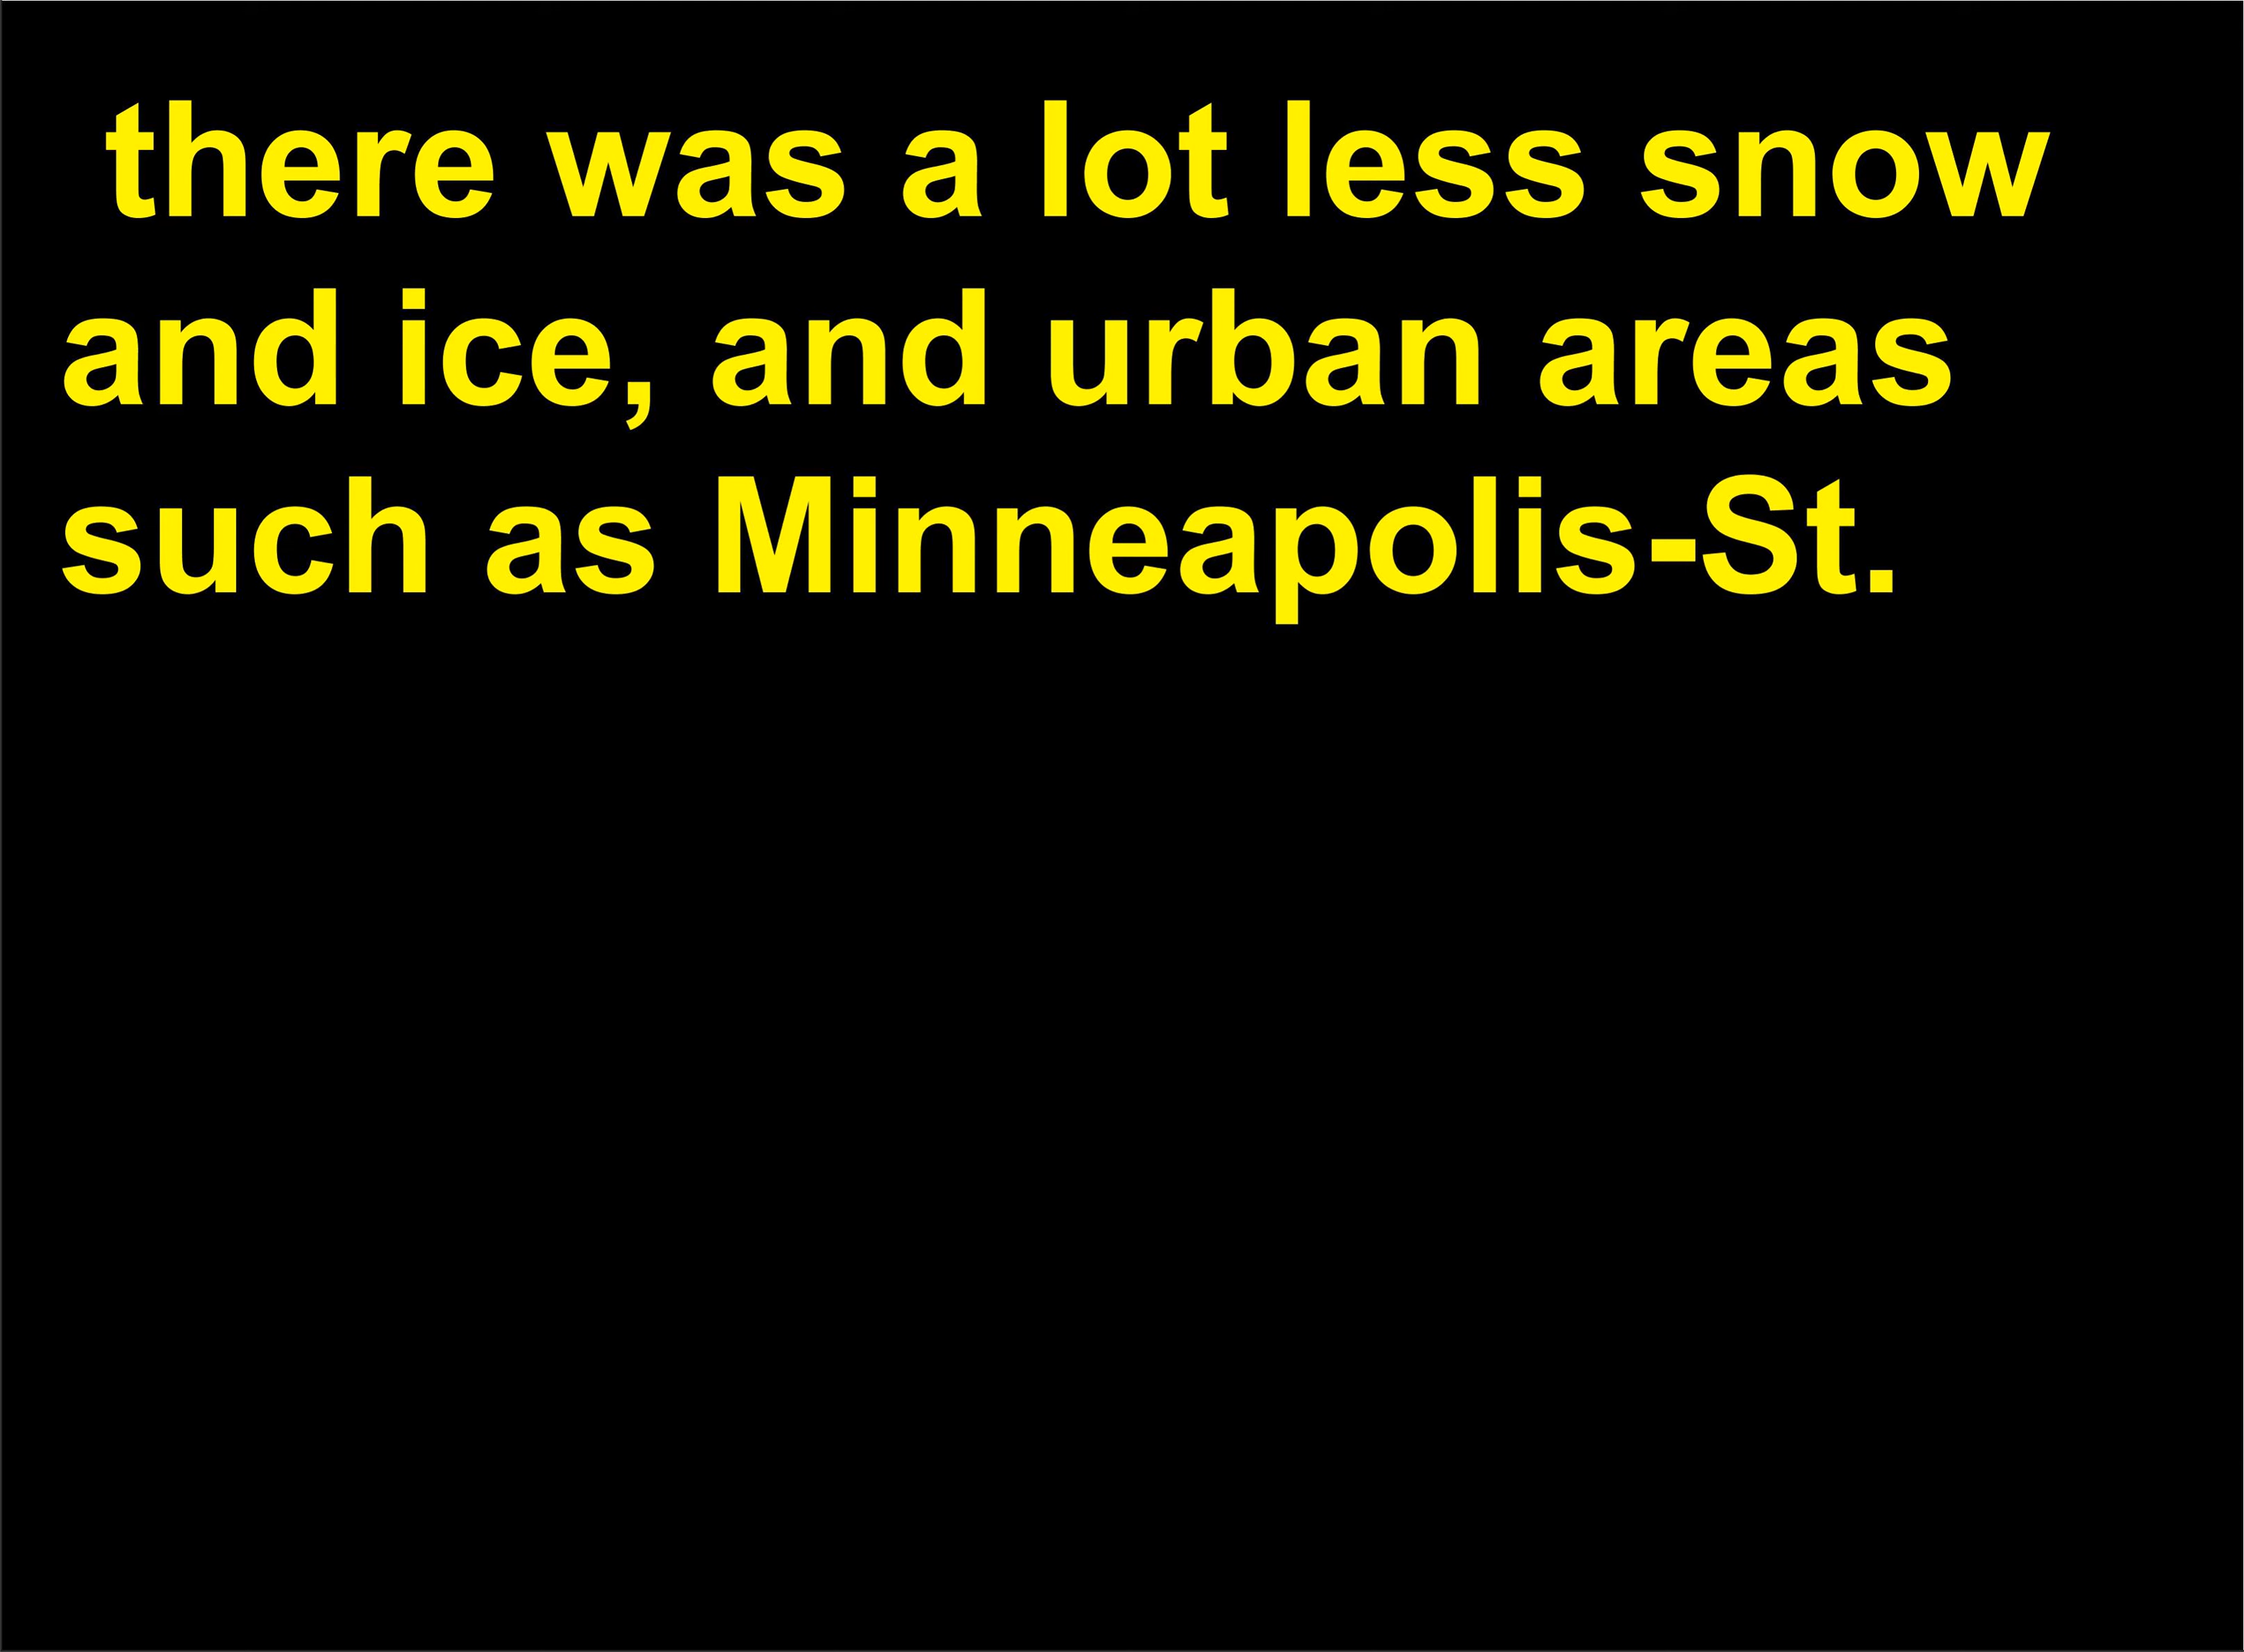 there was a lot less snow
and ice, and urban areas
such as Minneapolis-St.